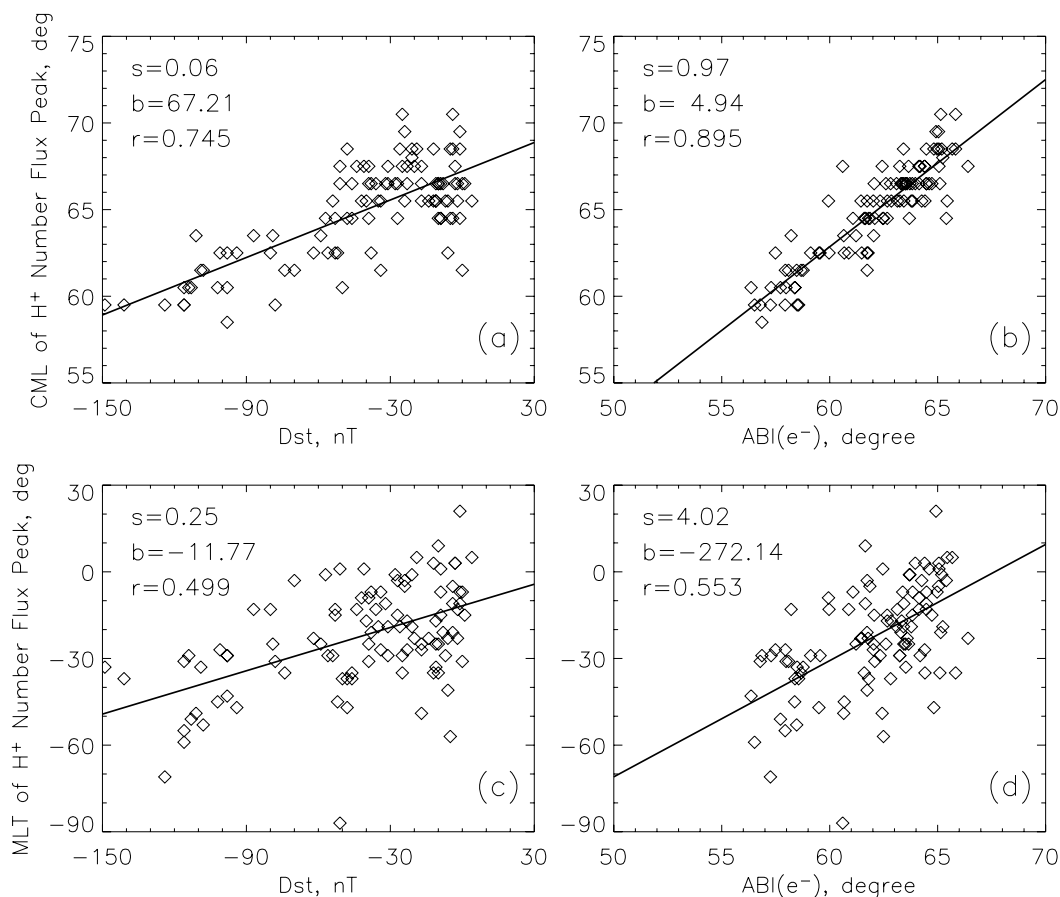 CML of H⁺ Number Flux Peak, deg
75
70
65
60
55
s=0.06
b=67.21
r=0.745
(a)
−150 −90 −30 30
Dst, nT
75
70
65
60
55
s=0.97
b= 4.94
r=0.895
(b)
50 55 60 65 70
ABI(e⁻), degree
MLT of H⁺ Number Flux Peak, deg
30
0
−30
−60
−90
s=0.25
b=−11.77
r=0.499
(c)
−150 −90 −30 30
Dst, nT
30
0
−30
−60
−90
s=4.02
b=−272.14
r=0.553
(d)
50 55 60 65 70
ABI(e⁻), degree